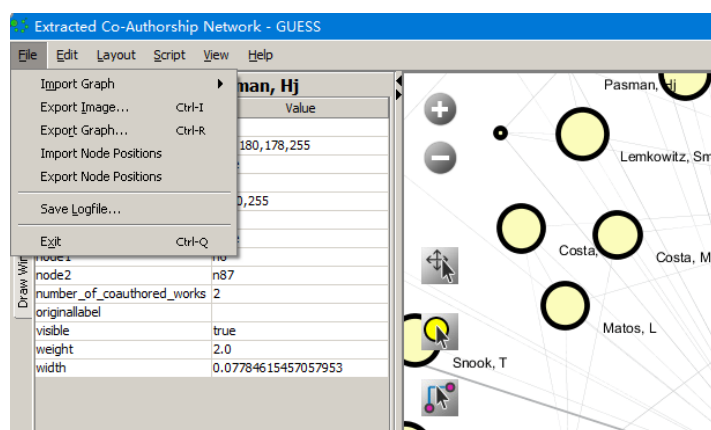 Extracted Co-Authorship Network - GUESS
File Edit Layout Script View Help
Import Graph
Export Image... Ctrl-I
Export Graph... Ctrl-R
Import Node Positions
Export Node Positions
Save Logfile...
Exit Ctrl-Q
man, Hj
Value
180,178,255
0,255
node2 n87
number_of_coauthored_works 2
originallabel
visible true
weight 2.0
width 0.07784615457057953
Draw Win
Pasman, Hj
Lemkowitz, Sm
Costa,
Costa, M
Matos, L
Snook, T